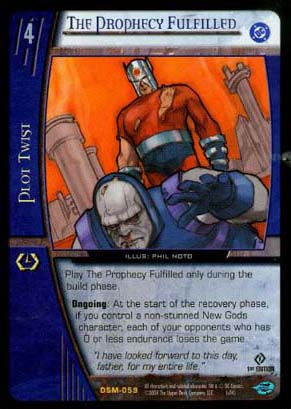 4
THE PROPHECY FULFILLED
PLOT TWIST
ILLUS: PHIL NOTO
Play The Prophecy Fulfilled only during the
build phase.
Ongoing: At the start of the recovery phase,
if you control a non-stunned New Gods
character, each of your opponents who has
0 or less endurance loses the game.
"I have looked forward to this day,
father, for my entire life."
1ST EDITION
DSM-059